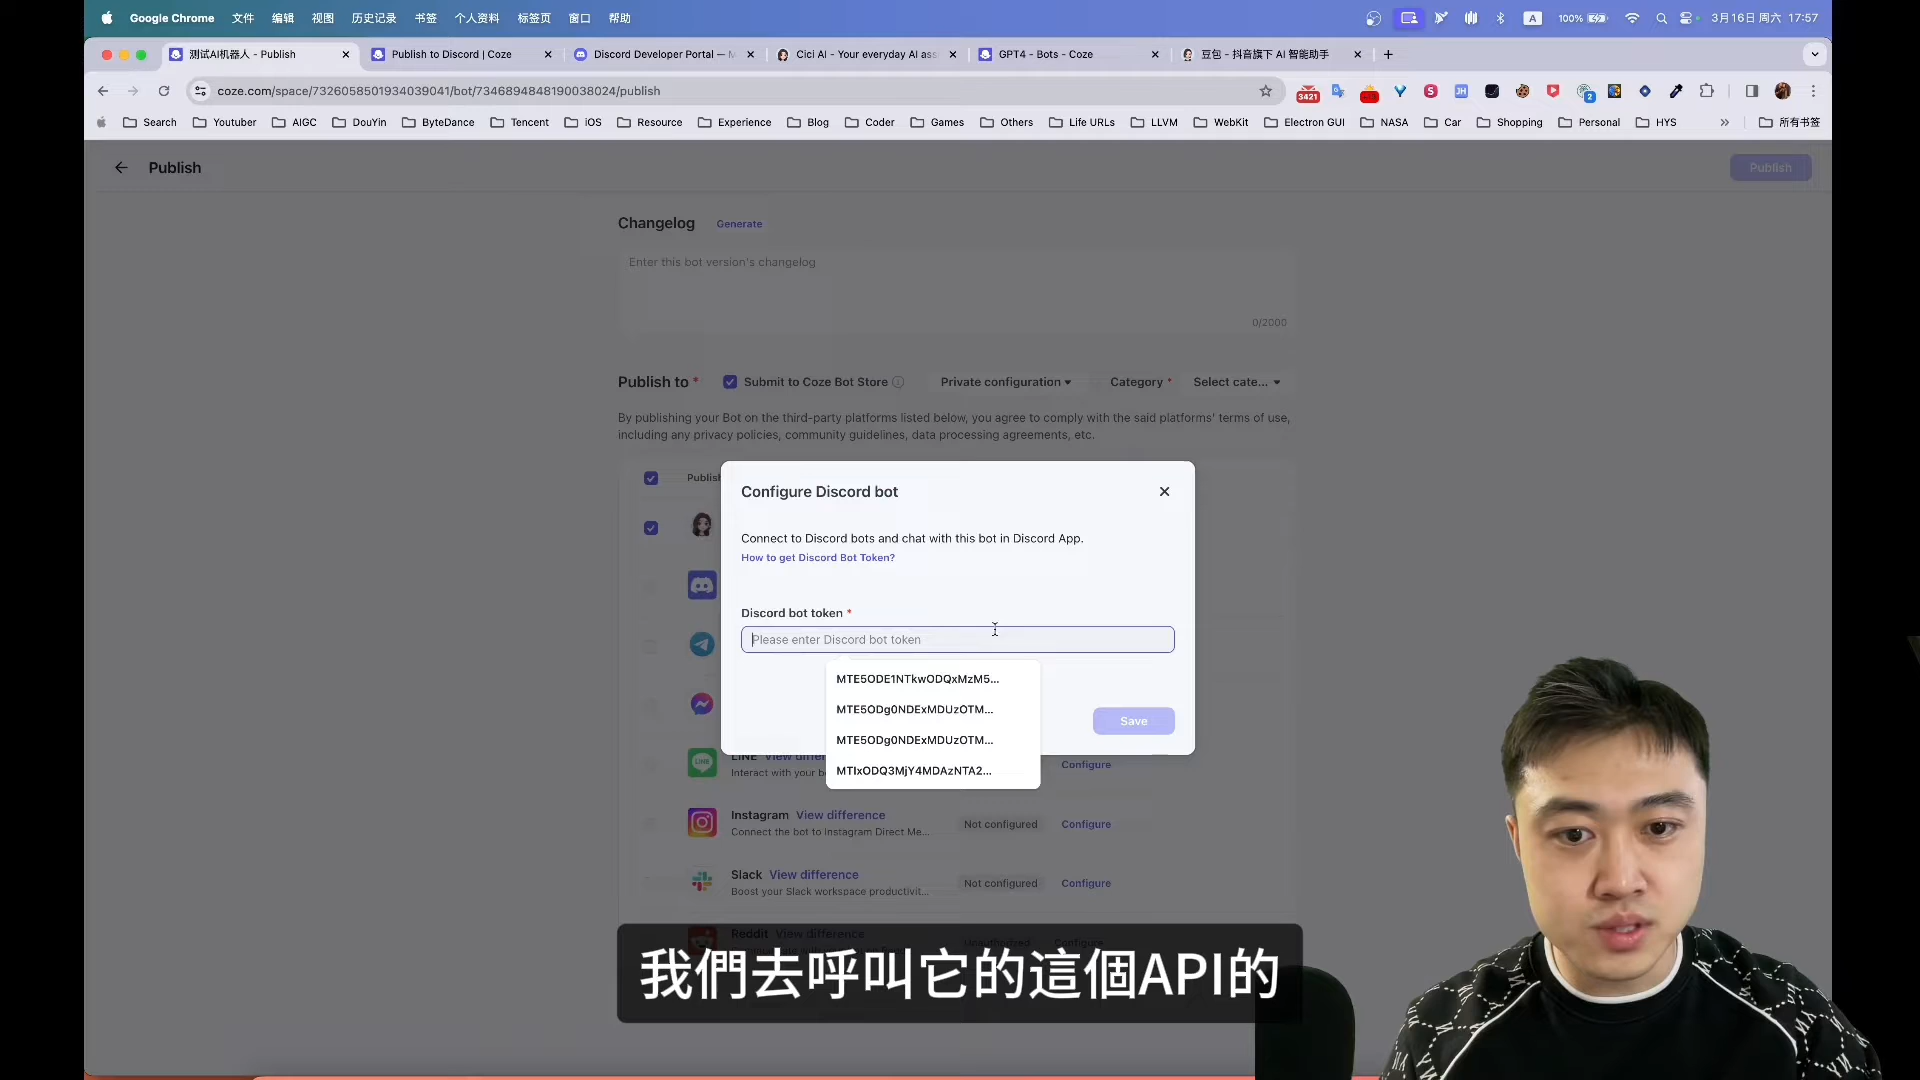 Google Chrome 文件 编辑 视图 历史记录 书签 个人资料 标签页 窗口 帮助
A 100% 3月16日 周六 17:57
测试AI机器人 - Publish
Publish to Discord | Coze
Discord Developer Portal — M
Cici AI - Your everyday AI ass
GPT4 - Bots - Coze
豆包 - 抖音旗下 AI 智能助手
coze.com/space/7326058501934039041/bot/7346894848190038024/publish
3421
2
Search Youtuber AIGC DouYin ByteDance Tencent iOS Resource Experience Blog Coder Games Others Life URLs LLVM WebKit Electron GUI NASA Car Shopping Personal HYS » 所有书签
Publish
Publish
Changelog Generate
Enter this bot version's changelog
0/2000
Publish to * Submit to Coze Bot Store Private configuration Category * Select cate...
By publishing your Bot on the third-party platforms listed below, you agree to comply with the said platforms' terms of use,
including any privacy policies, community guidelines, data processing agreements, etc.
Publish
Configure Discord bot
Connect to Discord bots and chat with this bot in Discord App.
How to get Discord Bot Token?
Discord bot token *
Please enter Discord bot token
MTE5ODE1NTkwODQxMzM5...
MTE5ODg0NDExMDUzOTM...
MTE5ODg0NDExMDUzOTM...
MTIxODQ3MjY4MDAzNTA2...
Save
LINE View differ
Interact with your b
Configure
Instagram View difference
Connect the bot to Instagram Direct Me...
Not configured Configure
Slack View difference
Boost your Slack workspace productivit...
Not configured Configure
Reddit View difference
Unauthorized Configure
我們去呼叫它的這個API的